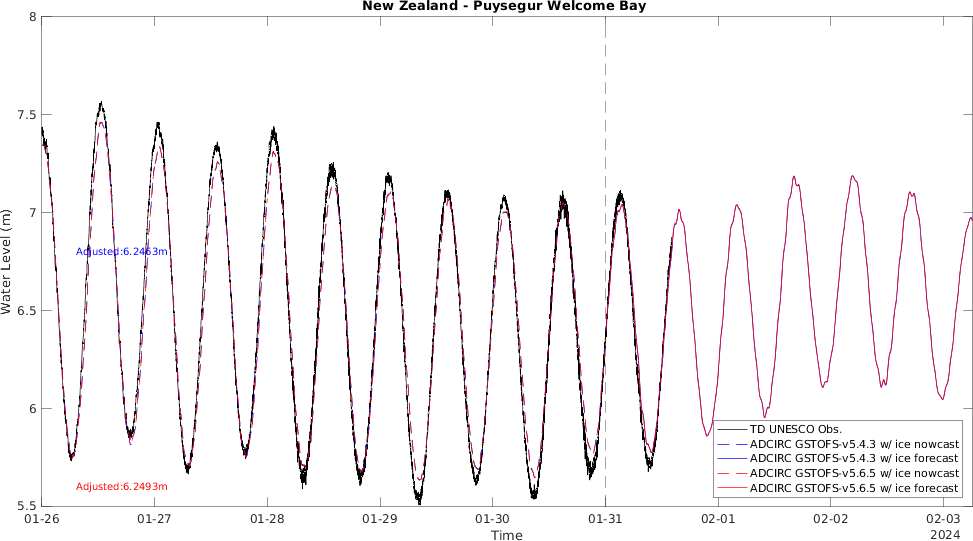 New Zealand - Puysegur Welcome Bay
8
7.5
7
6.5
6
5.5
Water Level (m)
Adjusted:6.2463m
Adjusted:6.2493m
TD UNESCO Obs.
ADCIRC GSTOFS-v5.4.3 w/ ice nowcast
ADCIRC GSTOFS-v5.4.3 w/ ice forecast
ADCIRC GSTOFS-v5.6.5 w/ ice nowcast
ADCIRC GSTOFS-v5.6.5 w/ ice forecast
01-26 01-27 01-28 01-29 01-30 01-31 02-01 02-02 02-03
Time
2024